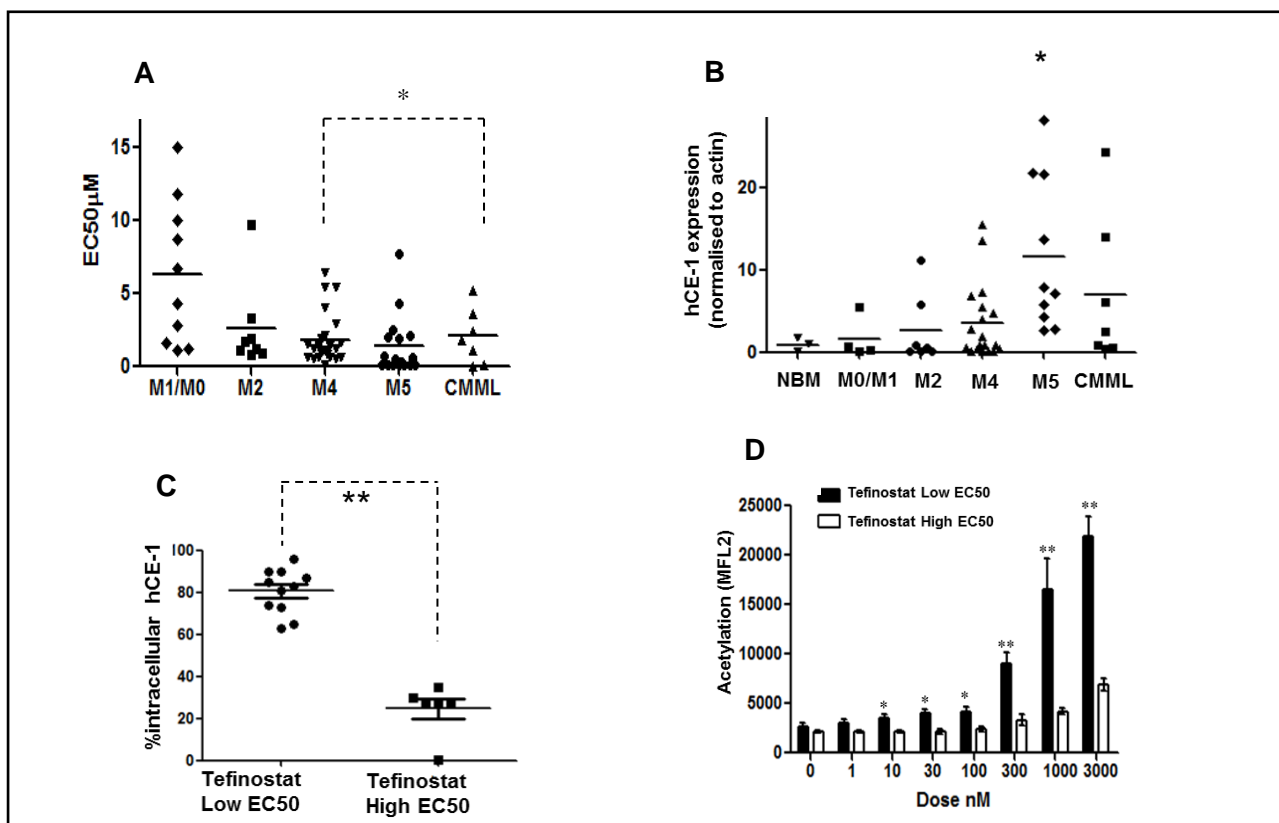 A
*
EC50µM
15
10
5
0
M1/M0 M2 M4 M5 CMML
B
*
hCE-1 expression
(normalised to actin)
20
10
0
NBM M0/M1 M2 M4 M5 CMML
C
**
%intracellular hCE-1
100
80
60
40
20
0
Tefinostat
Low EC50
Tefinostat
High EC50
D
Tefinostat Low EC50
Tefinostat High EC50
Acetylation (MFL2)
25000
20000
15000
10000
5000
0
* * * ** ** **
0 1 10 30 100 300 1000 3000
Dose nM